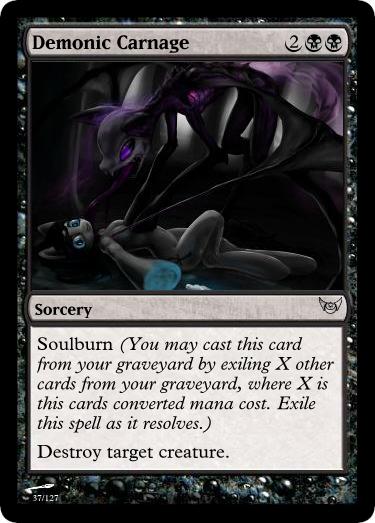 Demonic Carnage 2
Sorcery
Soulburn (You may cast this card
from your graveyard by exiling X other
cards from your graveyard, where X is
this cards converted mana cost. Exile
this spell as it resolves.)
Destroy target creature.
37/127